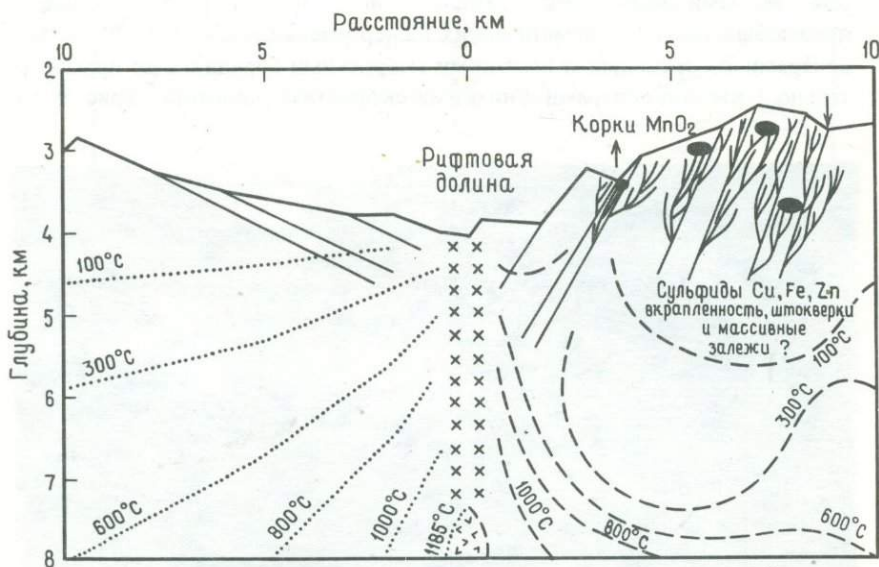 Расстояние, км
10
5
0
5
10
2
3
4
5
6
7
8
Глубина, км
Корки MnO₂
Рифтовая
долина
Сульфиды Cu, Fe, Zn
вкрапленность, штокверки
и массивные
залежи ?
100°C
300°C
600°C
800°C
1000°C
1185°C
1000°C
800°C
600°C
300°C
100°C